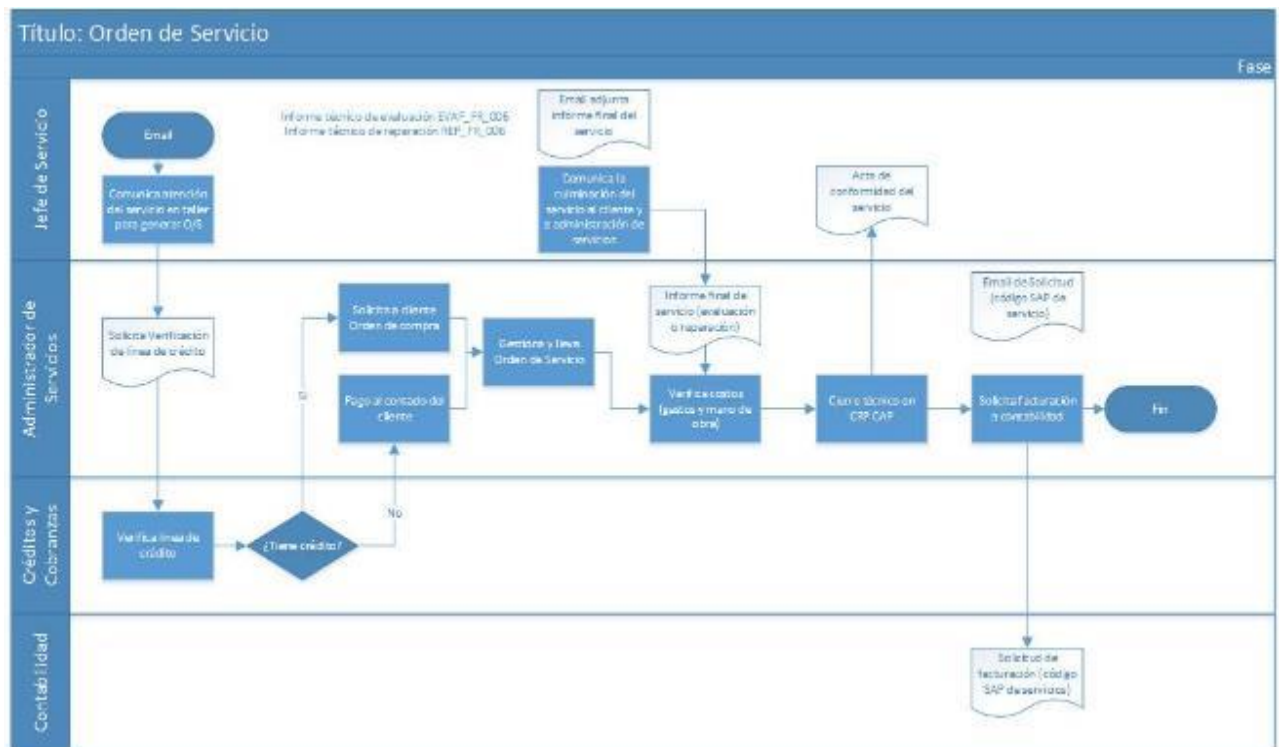 Título: Orden de Servicio
Fase
Jefe de Servicio
Email
Comunica atención
del servicio en taller
para generar O/S
Informe técnico de evaluación EVAF_FR_006
Informe técnico de reparación REP_FR_006
Email adjunta
informe final del
servicio
Comunica la
culminación del
servicio al cliente y
a administración de
servicios
Acta de
conformidad del
servicio
Administrador de
Servicios
Solicita Verificación
de línea de crédito
Si
Solicita a cliente
Orden de compra
Pago al contado del
cliente
Gestiona y lleva
Orden de Servicio
Informe final de
servicio (evaluación
o reparación)
Verifica costos
(gastos y mano de
obra)
Cierre técnico en
Email de Solicitud
(código SAP de
servicio)
Solicita facturación
a contabilidad
Fin
Créditos y
Cobranzas
Verifica línea de
crédito
¿Tiene crédito?
No
Contabilidad
Solicitud de
facturación (código
SAP de servicios)